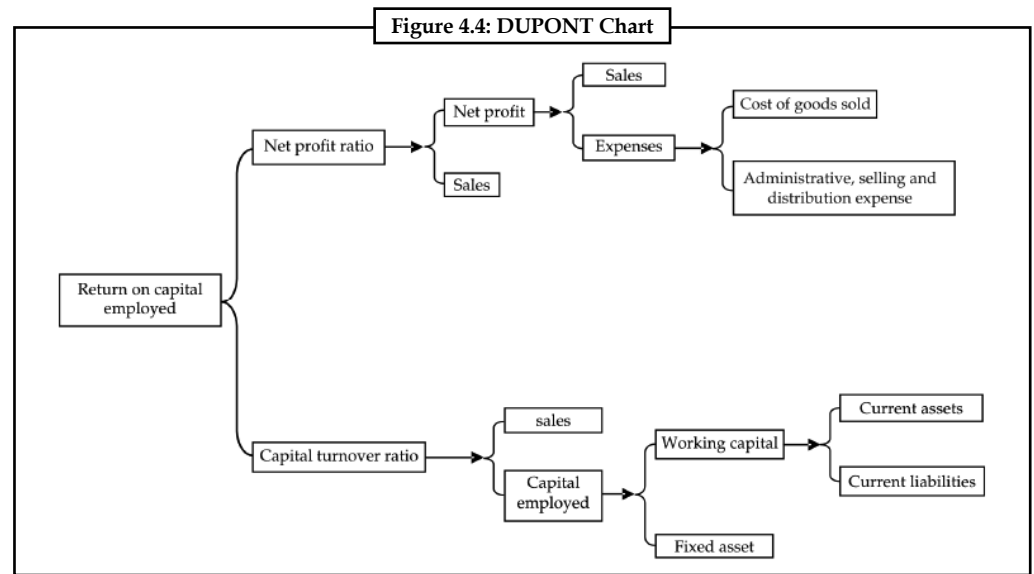 Figure 4.4: DUPONT Chart
Sales
Net profit
Cost of goods sold
Net profit ratio
Expenses
Sales
Administrative, selling and
distribution expense
Return on capital
employed
sales
Current assets
Working capital
Capital turnover ratio
Capital
employed
Current liabilities
Fixed asset